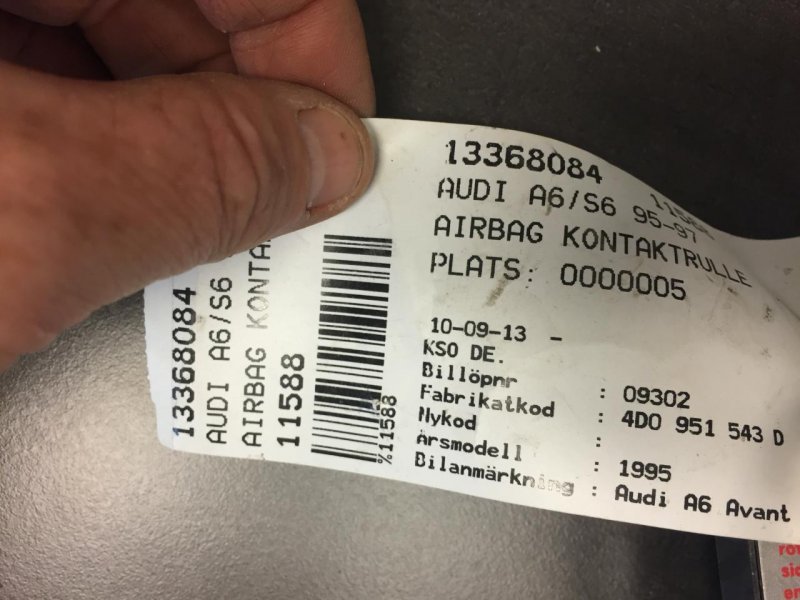 13368084
AUDI A6/S6 95-97
AIRBAG KONTAKTRULLE
PLATS: 0000005
10-09-13 -
KSO DE.
Billöpnr : 09302
Fabrikatkod : 4D0 951 543 D
Nykod :
Årsmodell : 1995
Bilanmärkning : Audi A6 Avant
13368084
AUDI A6/S6
AIRBAG KONTA
11588
%11588